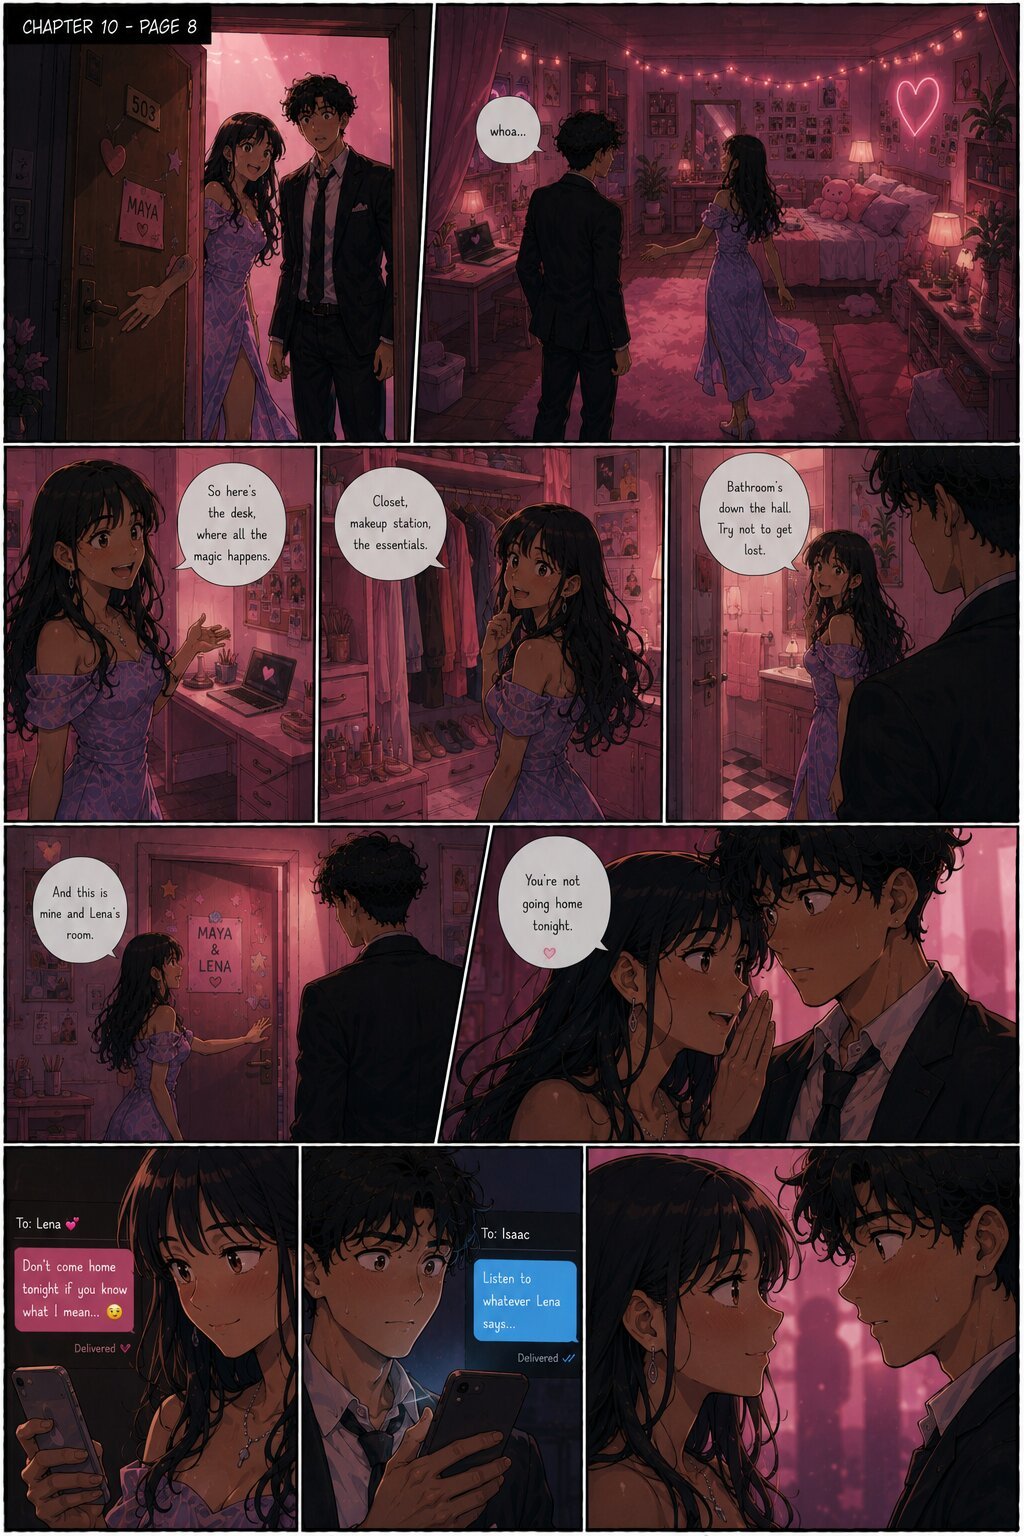 CHAPTER 10 - PAGE 8
503
MAYA
whoa...
So here's
the desk,
where all the
magic happens.
Closet,
makeup station,
the essentials.
Bathroom's
down the hall.
Try not to get
lost.
And this is
mine and Lena's
room.
MAYA
&
LENA
You're not
going home
tonight.
🩷
To: Lena 💕
Don't come home
tonight if you know
what I mean... 😉
Delivered
To: Isaac
Listen to
whatever Lena
says...
Delivered